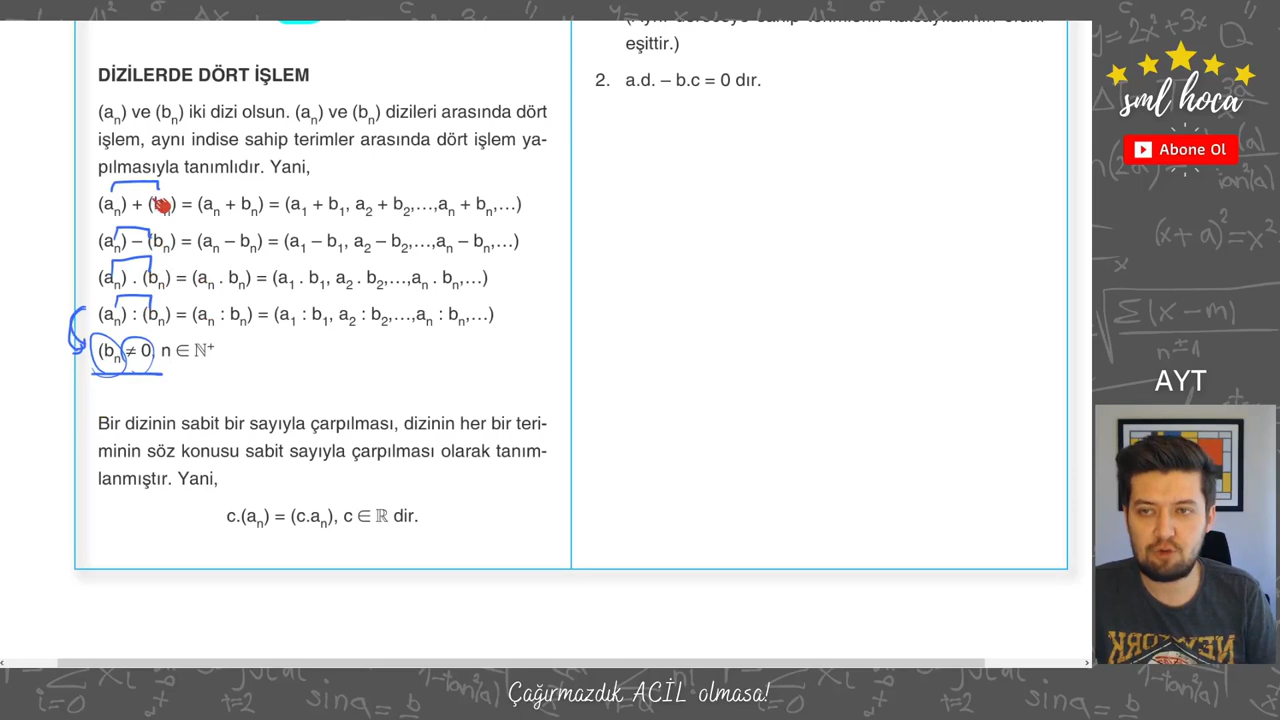 DİZİLERDE DÖRT İŞLEM
(aₙ) ve (bₙ) iki dizi olsun. (aₙ) ve (bₙ) dizileri arasında dört
işlem, aynı indise sahip terimler arasında dört işlem ya-
pılmasıyla tanımlıdır. Yani,
(aₙ) + (bₙ) = (aₙ + bₙ) = (a₁ + b₁, a₂ + b₂,…,aₙ + bₙ,…)
(aₙ) – (bₙ) = (aₙ – bₙ) = (a₁ – b₁, a₂ – b₂,…,aₙ – bₙ,…)
(aₙ) . (bₙ) = (aₙ . bₙ) = (a₁ . b₁, a₂ . b₂,…,aₙ . bₙ,…)
(aₙ) : (bₙ) = (aₙ : bₙ) = (a₁ : b₁, a₂ : b₂,…,aₙ : bₙ,…)
(bₙ ≠ 0, n ∈ ℕ⁺
Bir dizinin sabit bir sayıyla çarpılması, dizinin her bir teri-
minin söz konusu sabit sayıyla çarpılması olarak tanım-
lanmıştır. Yani,
c.(aₙ) = (c.aₙ), c ∈ ℝ dir.
eşittir.)
2. a.d. – b.c = 0 dır.
sml hoca
Abone Ol
AYT
Çağırmazdık ACİL olmasa!